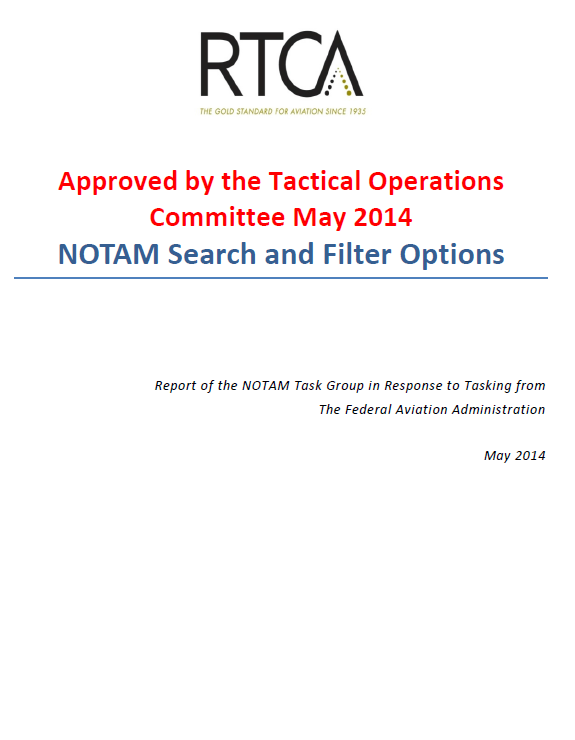 RTCA
THE GOLD STANDARD FOR AVIATION SINCE 1935
Approved by the Tactical Operations
Committee May 2014
NOTAM Search and Filter Options
Report of the NOTAM Task Group in Response to Tasking from
The Federal Aviation Administration
May 2014